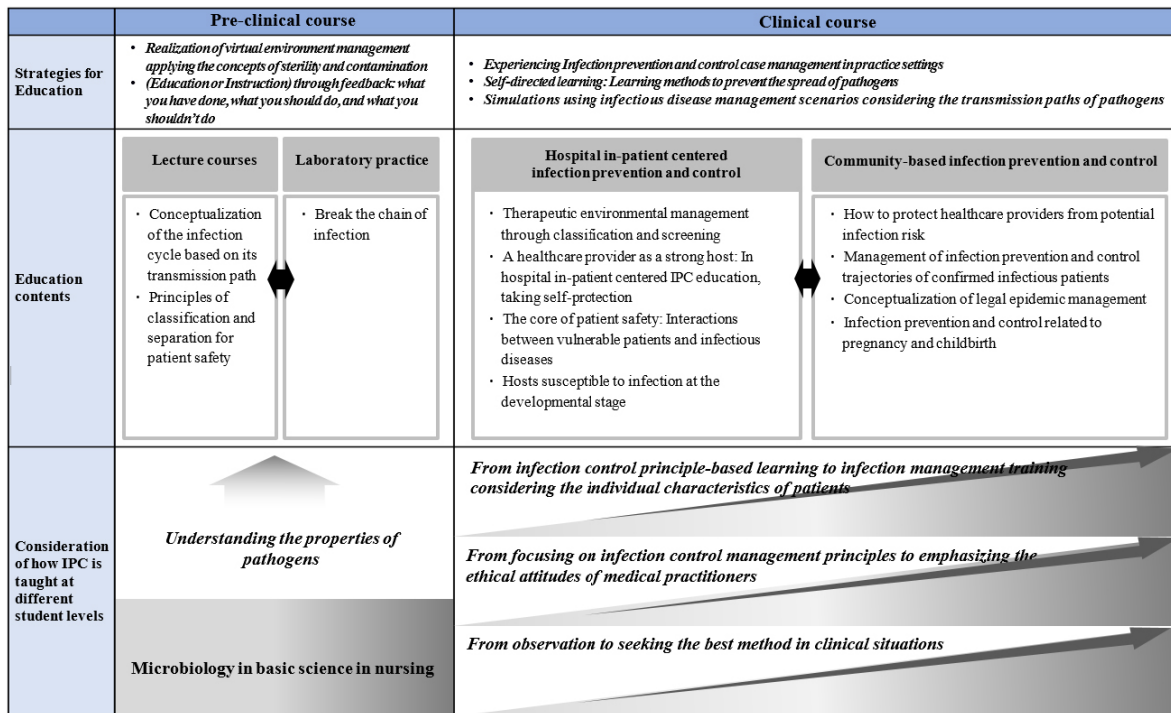 Pre-clinical course
Clinical course
Strategies for
Education
• Realization of virtual environment management
applying the concepts of sterility and contamination
• (Education or Instruction) through feedback: what
you have done, what you should do, and what you
shouldn't do
• Experiencing Infection prevention and control case management in practice settings
• Self-directed learning: Learning methods to prevent the spread of pathogens
• Simulations using infectious disease management scenarios considering the transmission paths of pathogens
Education
contents
Lecture courses
· Conceptualization
of the infection
cycle based on its
transmission path
· Principles of
classification and
separation for
patient safety
Laboratory practice
· Break the chain of
infection
Hospital in-patient centered
infection prevention and control
· Therapeutic environmental management
through classification and screening
· A healthcare provider as a strong host: In
hospital in-patient centered IPC education,
taking self-protection
· The core of patient safety: Interactions
between vulnerable patients and infectious
diseases
· Hosts susceptible to infection at the
developmental stage
Community-based infection prevention and control
· How to protect healthcare providers from potential
infection risk
· Management of infection prevention and control
trajectories of confirmed infectious patients
· Conceptualization of legal epidemic management
· Infection prevention and control related to
pregnancy and childbirth
Consideration
of how IPC is
taught at
different
student levels
Understanding the properties of
pathogens
Microbiology in basic science in nursing
From infection control principle-based learning to infection management training
considering the individual characteristics of patients
From focusing on infection control management principles to emphasizing the
ethical attitudes of medical practitioners
From observation to seeking the best method in clinical situations